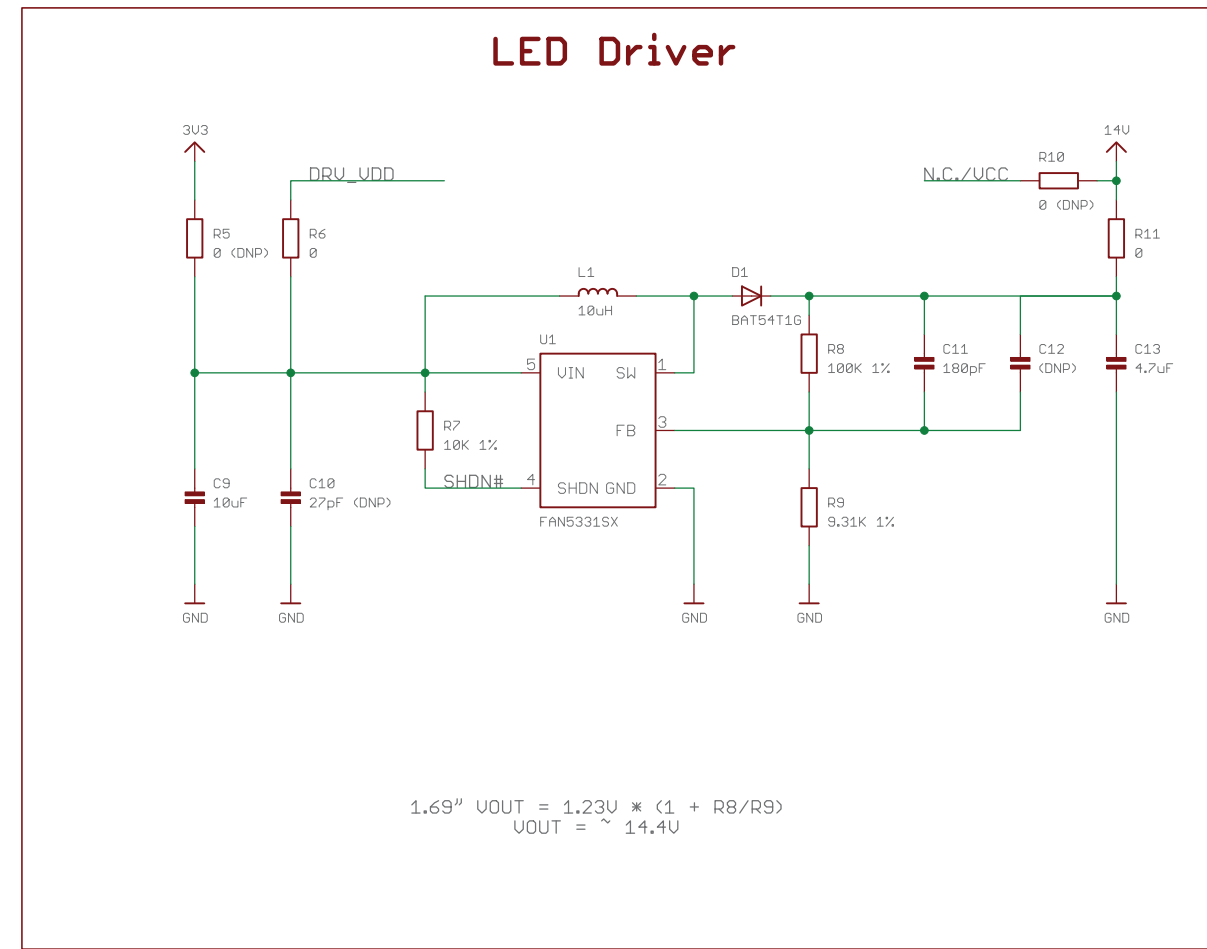 LED Driver
3V3
14V
DRV_VDD
N.C./VCC
R10
0 (DNP)
R5
0 (DNP)
R6
0
R11
0
L1
10uH
D1
BAT54T1G
U1
5
VIN
SW
1
FB
3
4
SHDN
GND
2
FAN5331SX
R7
10K 1%
SHDN#
R8
100K 1%
C11
180pF
C12
(DNP)
C13
4.7uF
C9
10uF
C10
27pF (DNP)
R9
9.31K 1%
GND
GND
GND
GND
GND
1.69" VOUT = 1.23V * (1 + R8/R9)
VOUT = ~ 14.4V